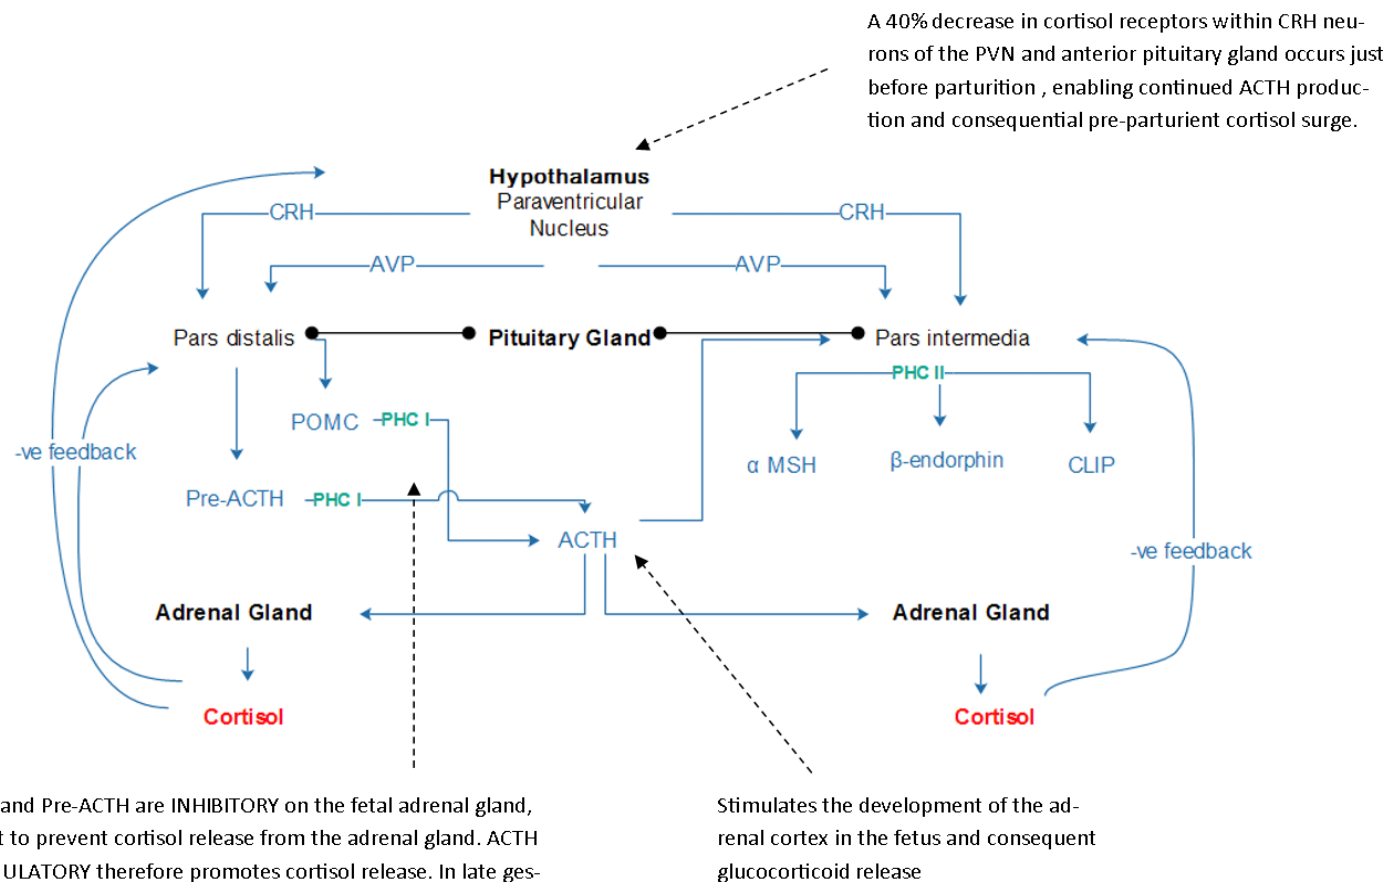 A 40% decrease in cortisol receptors within CRH neu-
rons of the PVN and anterior pituitary gland occurs just
before parturition , enabling continued ACTH produc-
tion and consequential pre-parturient cortisol surge.
Hypothalamus
Paraventricular
Nucleus
CRH
CRH
AVP
AVP
Pars distalis
Pituitary Gland
Pars intermedia
PHC II
POMC
PHC I
-ve feedback
α MSH
β-endorphin
CLIP
Pre-ACTH
PHC I
ACTH
-ve feedback
Adrenal Gland
Adrenal Gland
Cortisol
Cortisol
and Pre-ACTH are INHIBITORY on the fetal adrenal gland,
to prevent cortisol release from the adrenal gland. ACTH
ULATORY therefore promotes cortisol release. In late ges-
Stimulates the development of the ad-
renal cortex in the fetus and consequent
glucocorticoid release